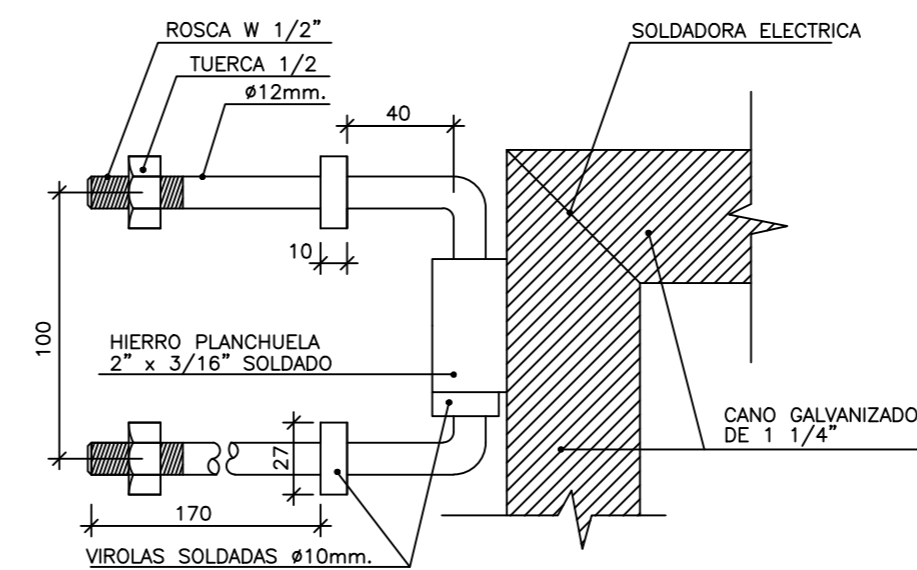 ROSCA W 1/2”
TUERCA 1/2
ø12mm.
SOLDADORA ELECTRICA
40
10
100
HIERRO PLANCHUELA
2” x 3/16” SOLDADO
27
CANO GALVANIZADO
DE 1 1/4”
170
VIROLAS SOLDADAS ø10mm.